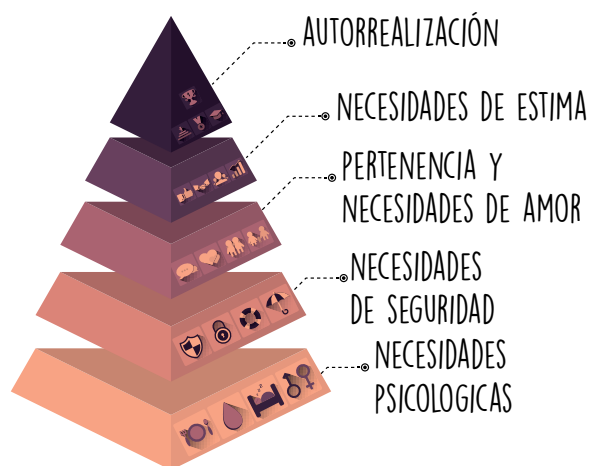 AUTORREALIZACIÓN
NECESIDADES DE ESTIMA
PERTENENCIA Y
NECESIDADES DE AMOR
NECESIDADES
DE SEGURIDAD
NECESIDADES
PSICOLOGICAS